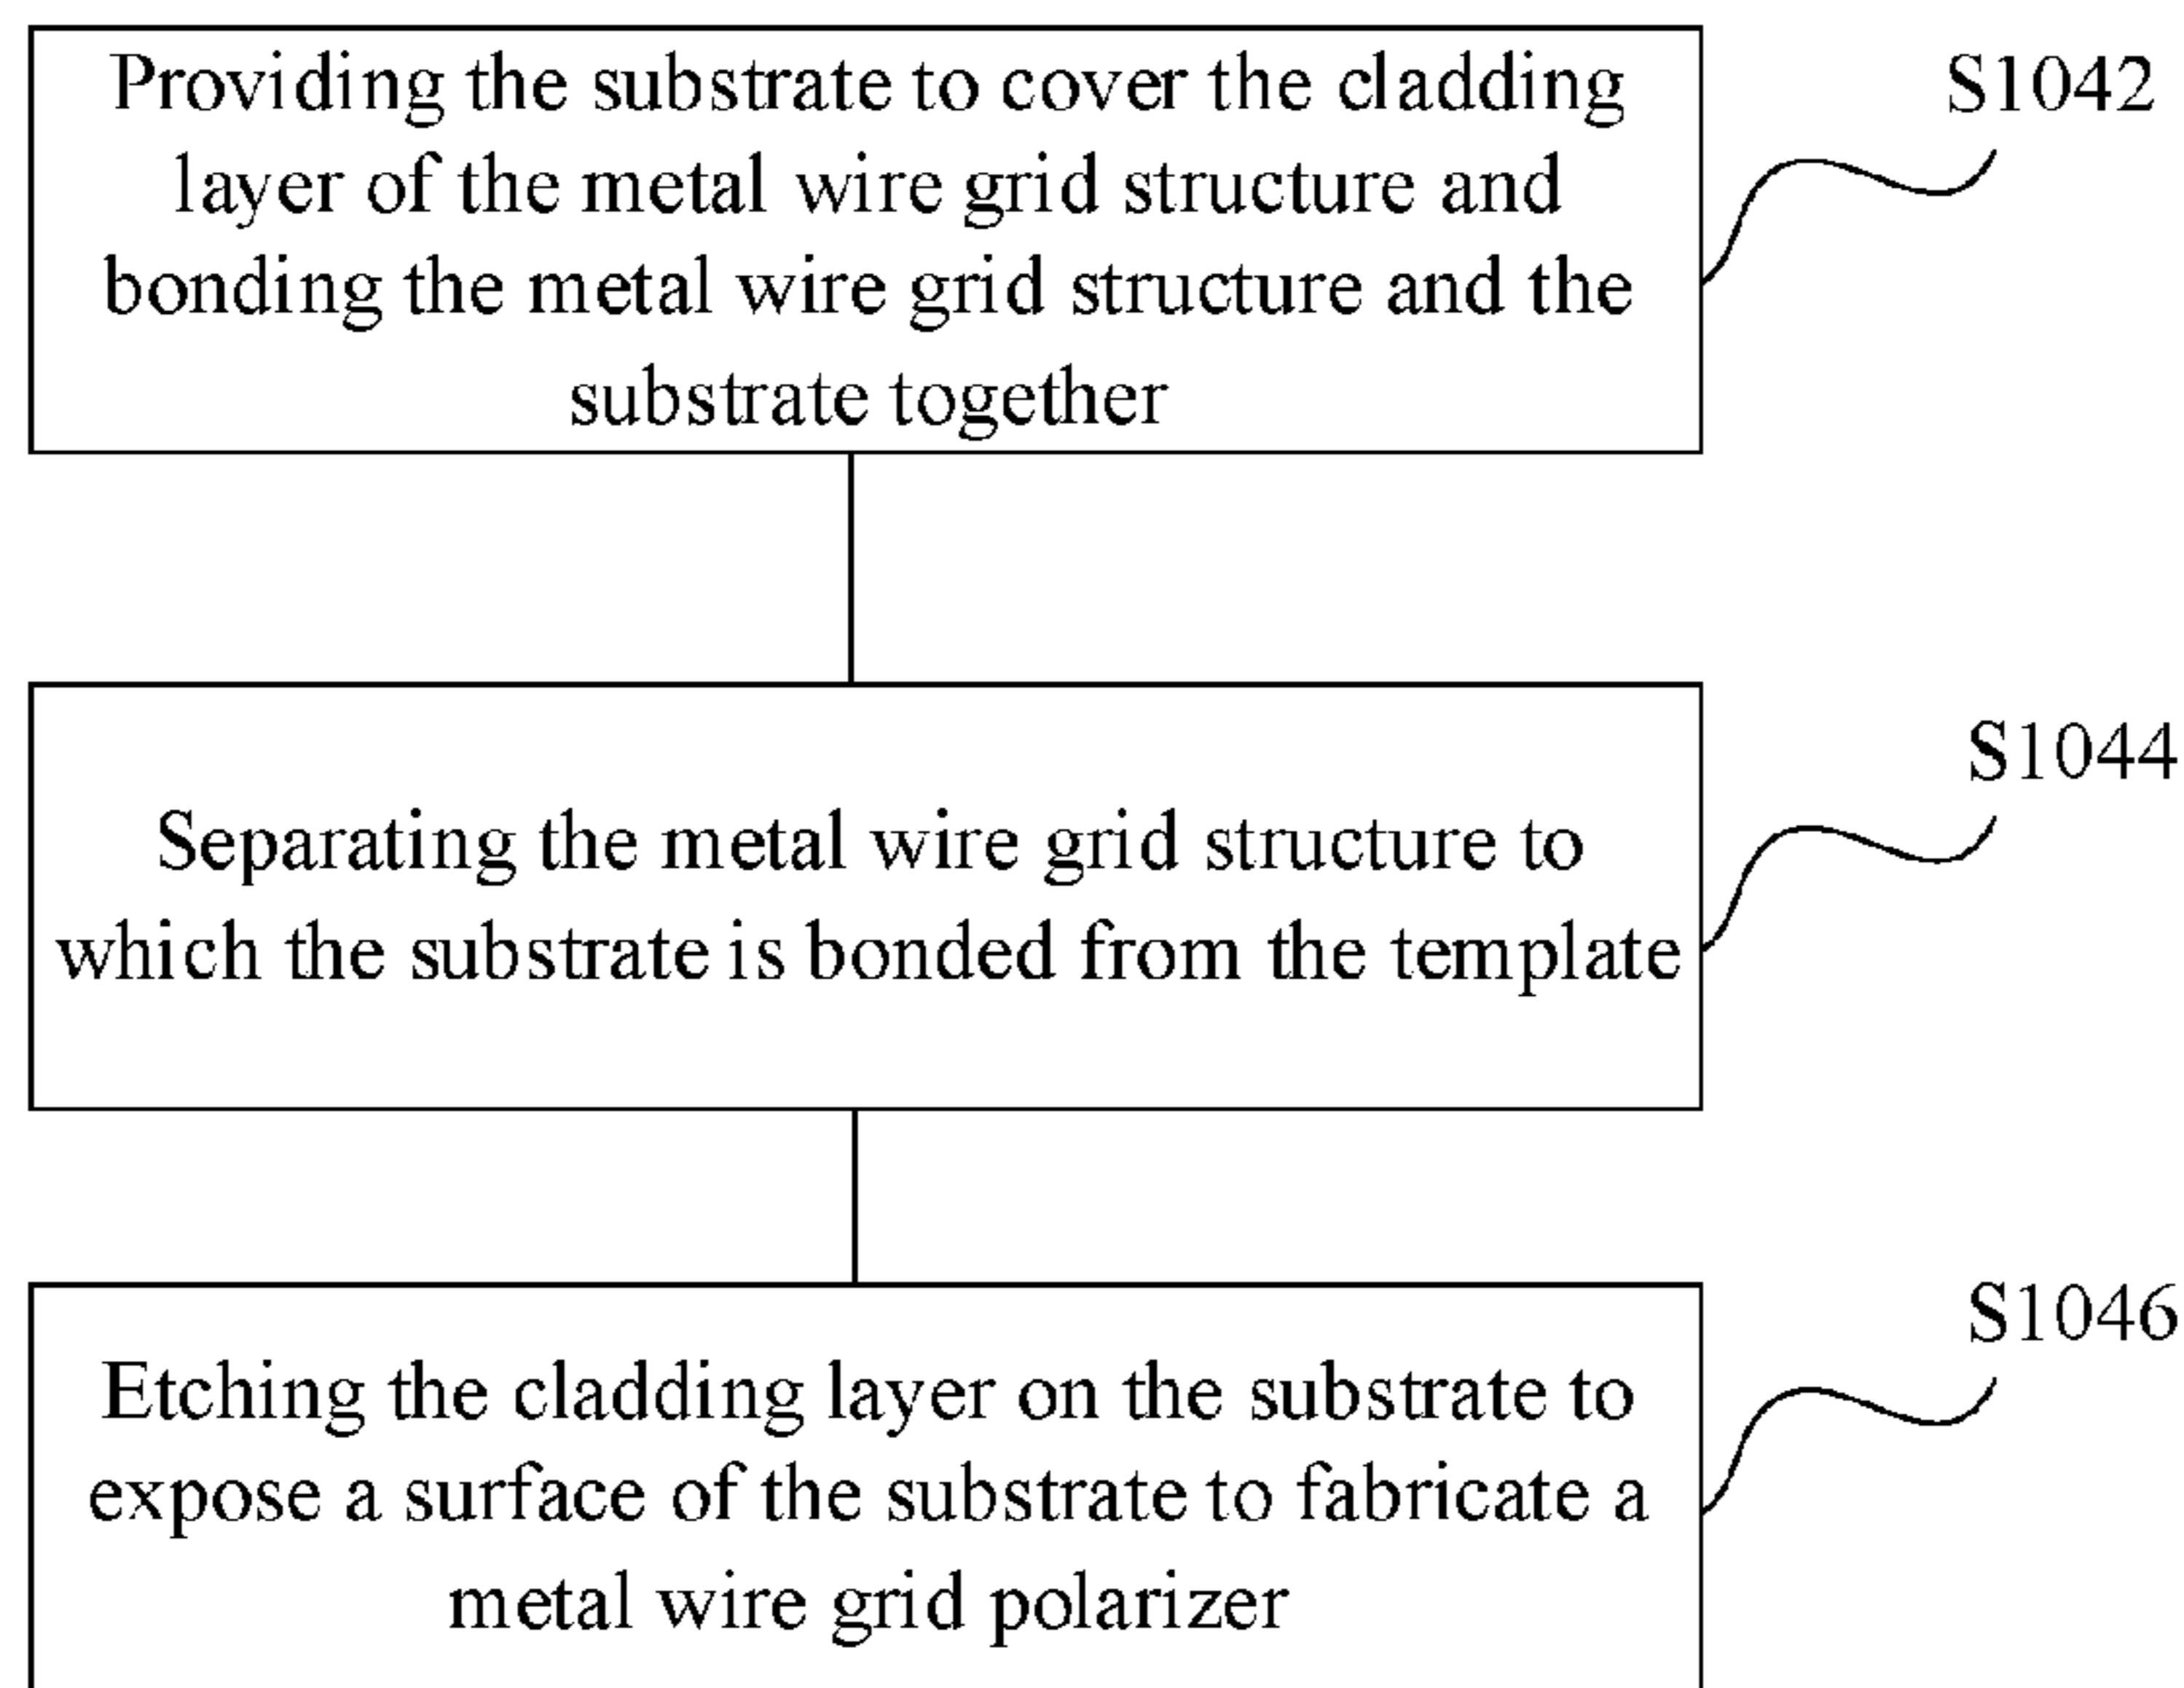 Providing the substrate to cover the cladding
layer of the metal wire grid structure and
bonding the metal wire grid structure and the
substrate together
S1042
Separating the metal wire grid structure to
which the substrate is bonded from the template
S1044
Etching the cladding layer on the substrate to
expose a surface of the substrate to fabricate a
metal wire grid polarizer
S1046